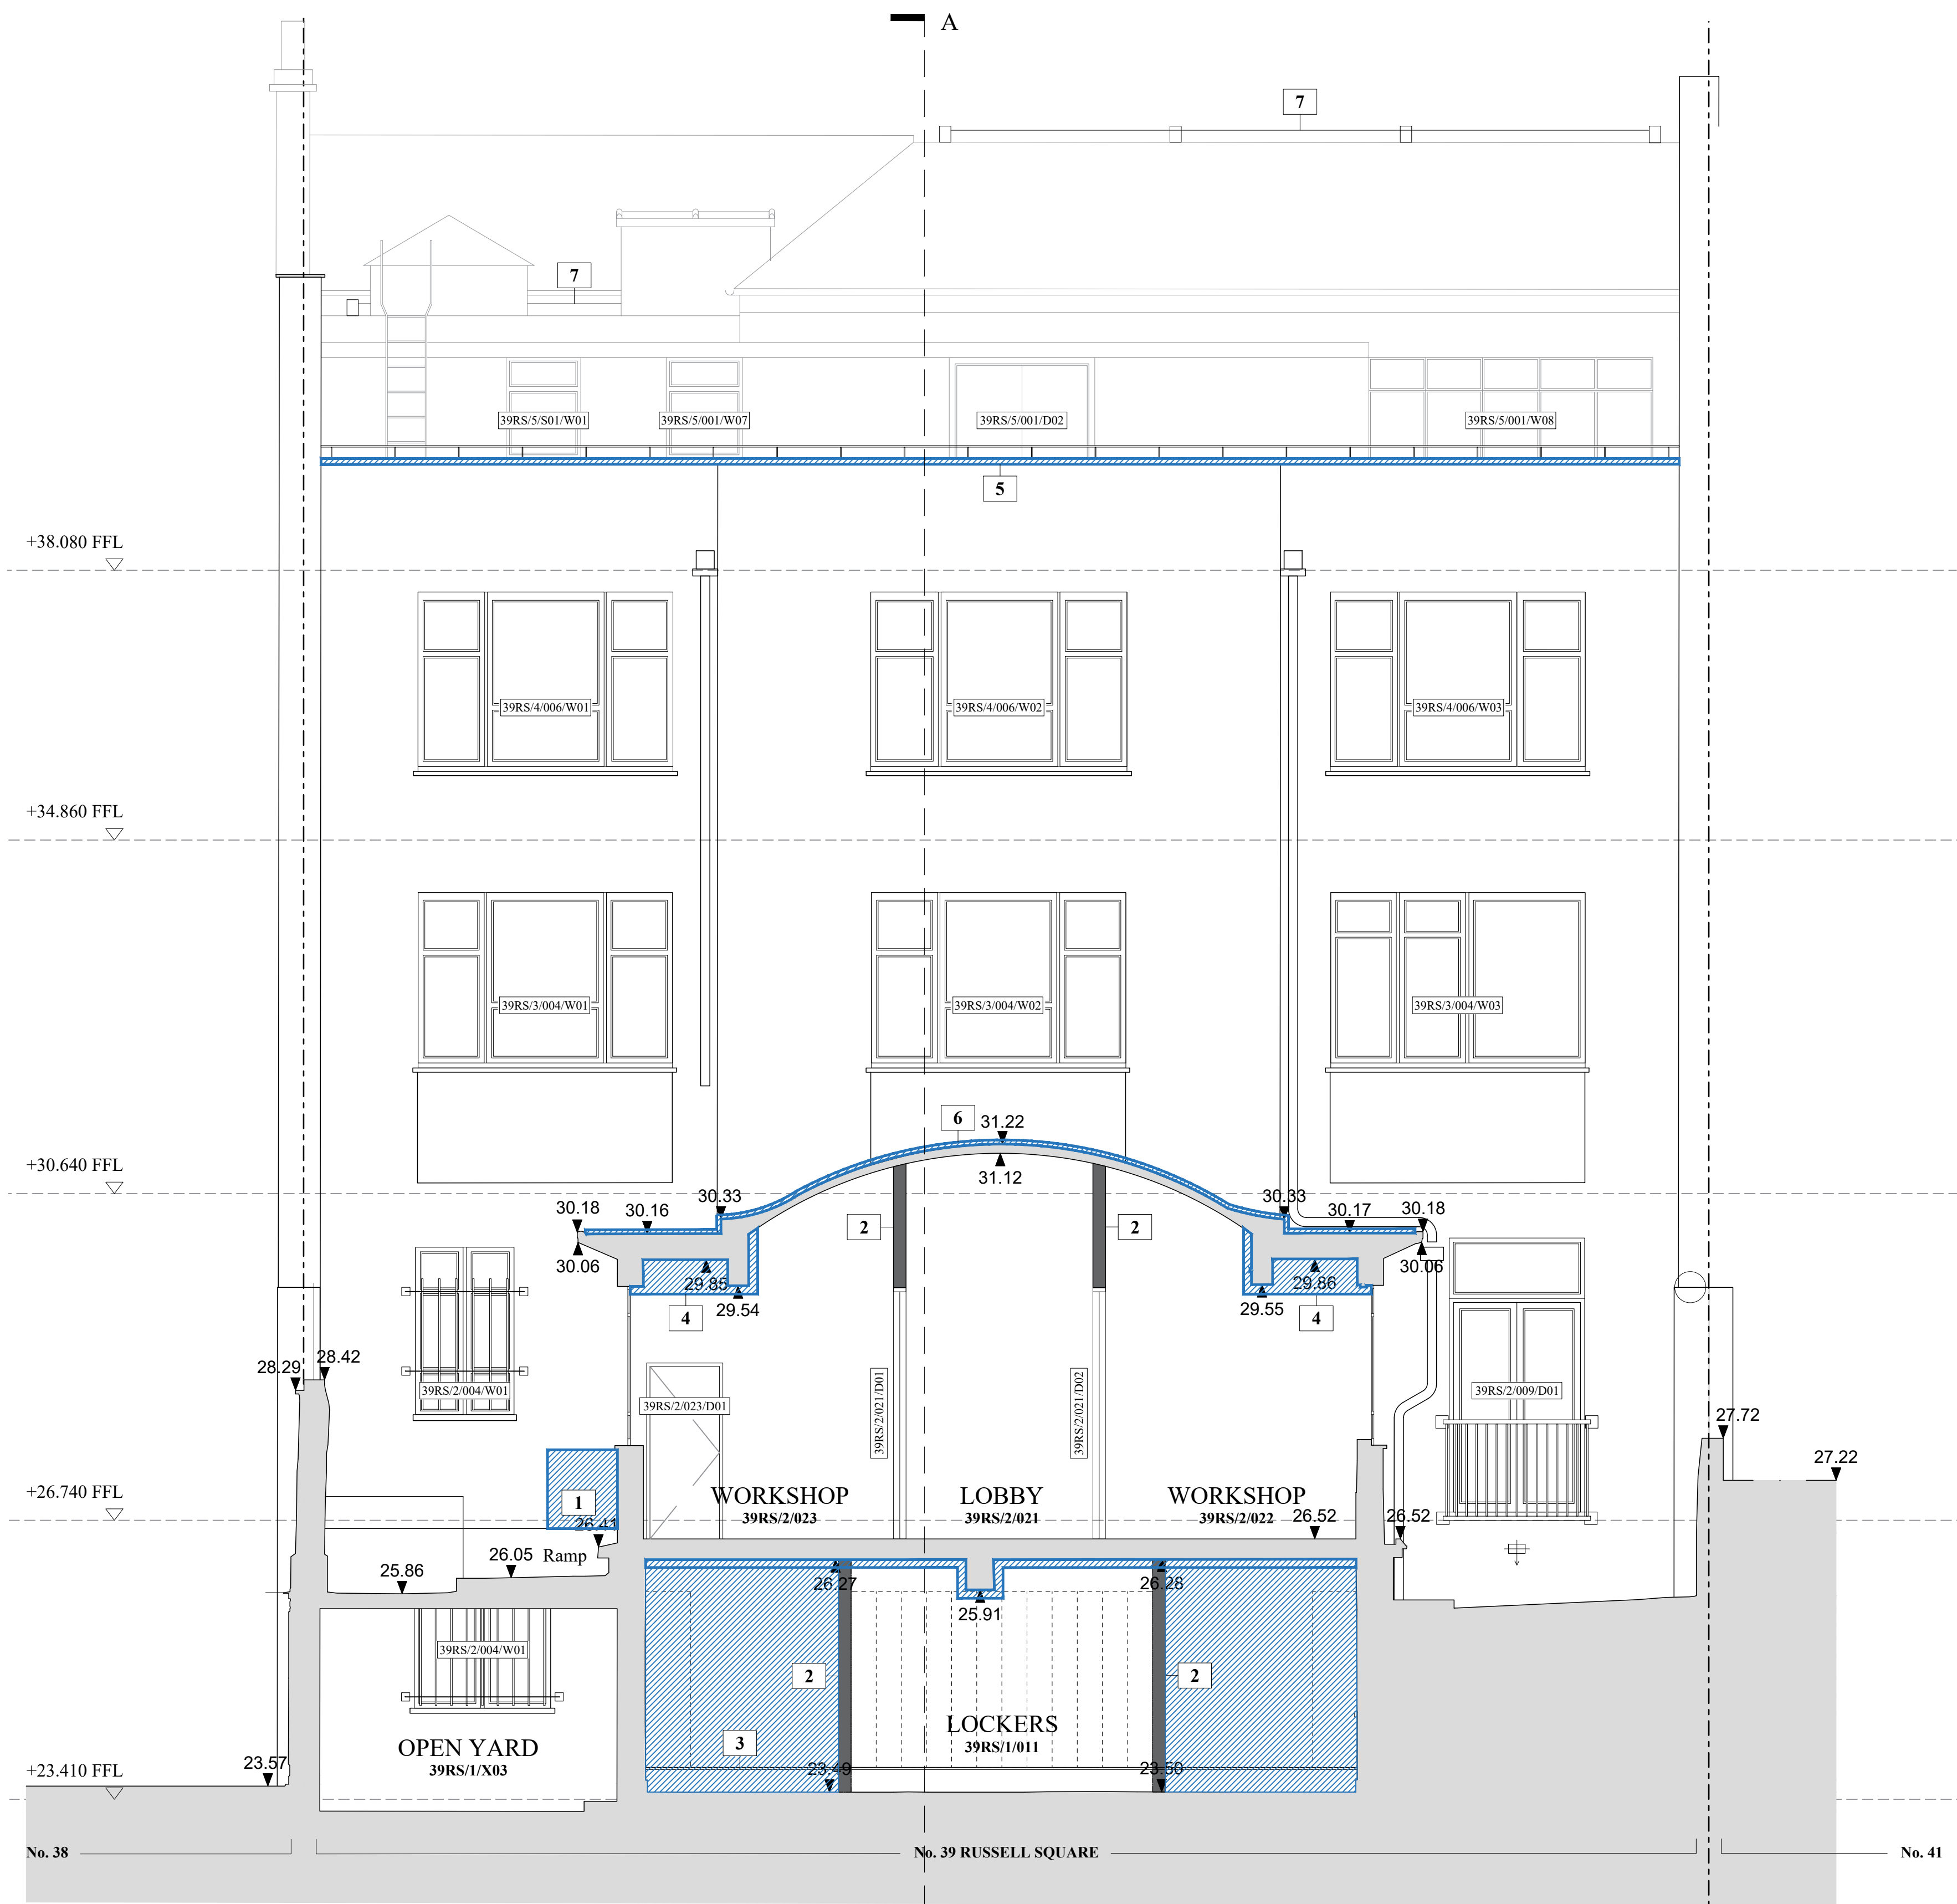 A
7
7
39RS/5/S01/W01
39RS/5/001/W07
39RS/5/001/D02
39RS/5/001/W08
5
+38.080 FFL
39RS/4/006/W01
39RS/4/006/W02
39RS/4/006/W03
+34.860 FFL
39RS/3/004/W01
39RS/3/004/W02
39RS/3/004/W03
6
31.22
+30.640 FFL
31.12
30.18
30.16
30.33
30.33
30.17
30.18
2
2
30.06
29.85
29.86
30.06
29.54
29.55
4
4
28.29
28.42
39RS/2/004/W01
39RS/2/023/D01
39RS/2/021/D01
39RS/2/021/D02
39RS/2/009/D01
27.72
27.22
+26.740 FFL
1
WORKSHOP
39RS/2/023
LOBBY
39RS/2/021
WORKSHOP
39RS/2/022
26.41
26.52
26.52
25.86
26.05
Ramp
26.27
26.28
25.91
39RS/2/004/W01
2
2
3
OPEN YARD
39RS/1/X03
LOCKERS
39RS/1/011
23.57
23.49
23.50
+23.410 FFL
No. 38
No. 39 RUSSELL SQUARE
No. 41